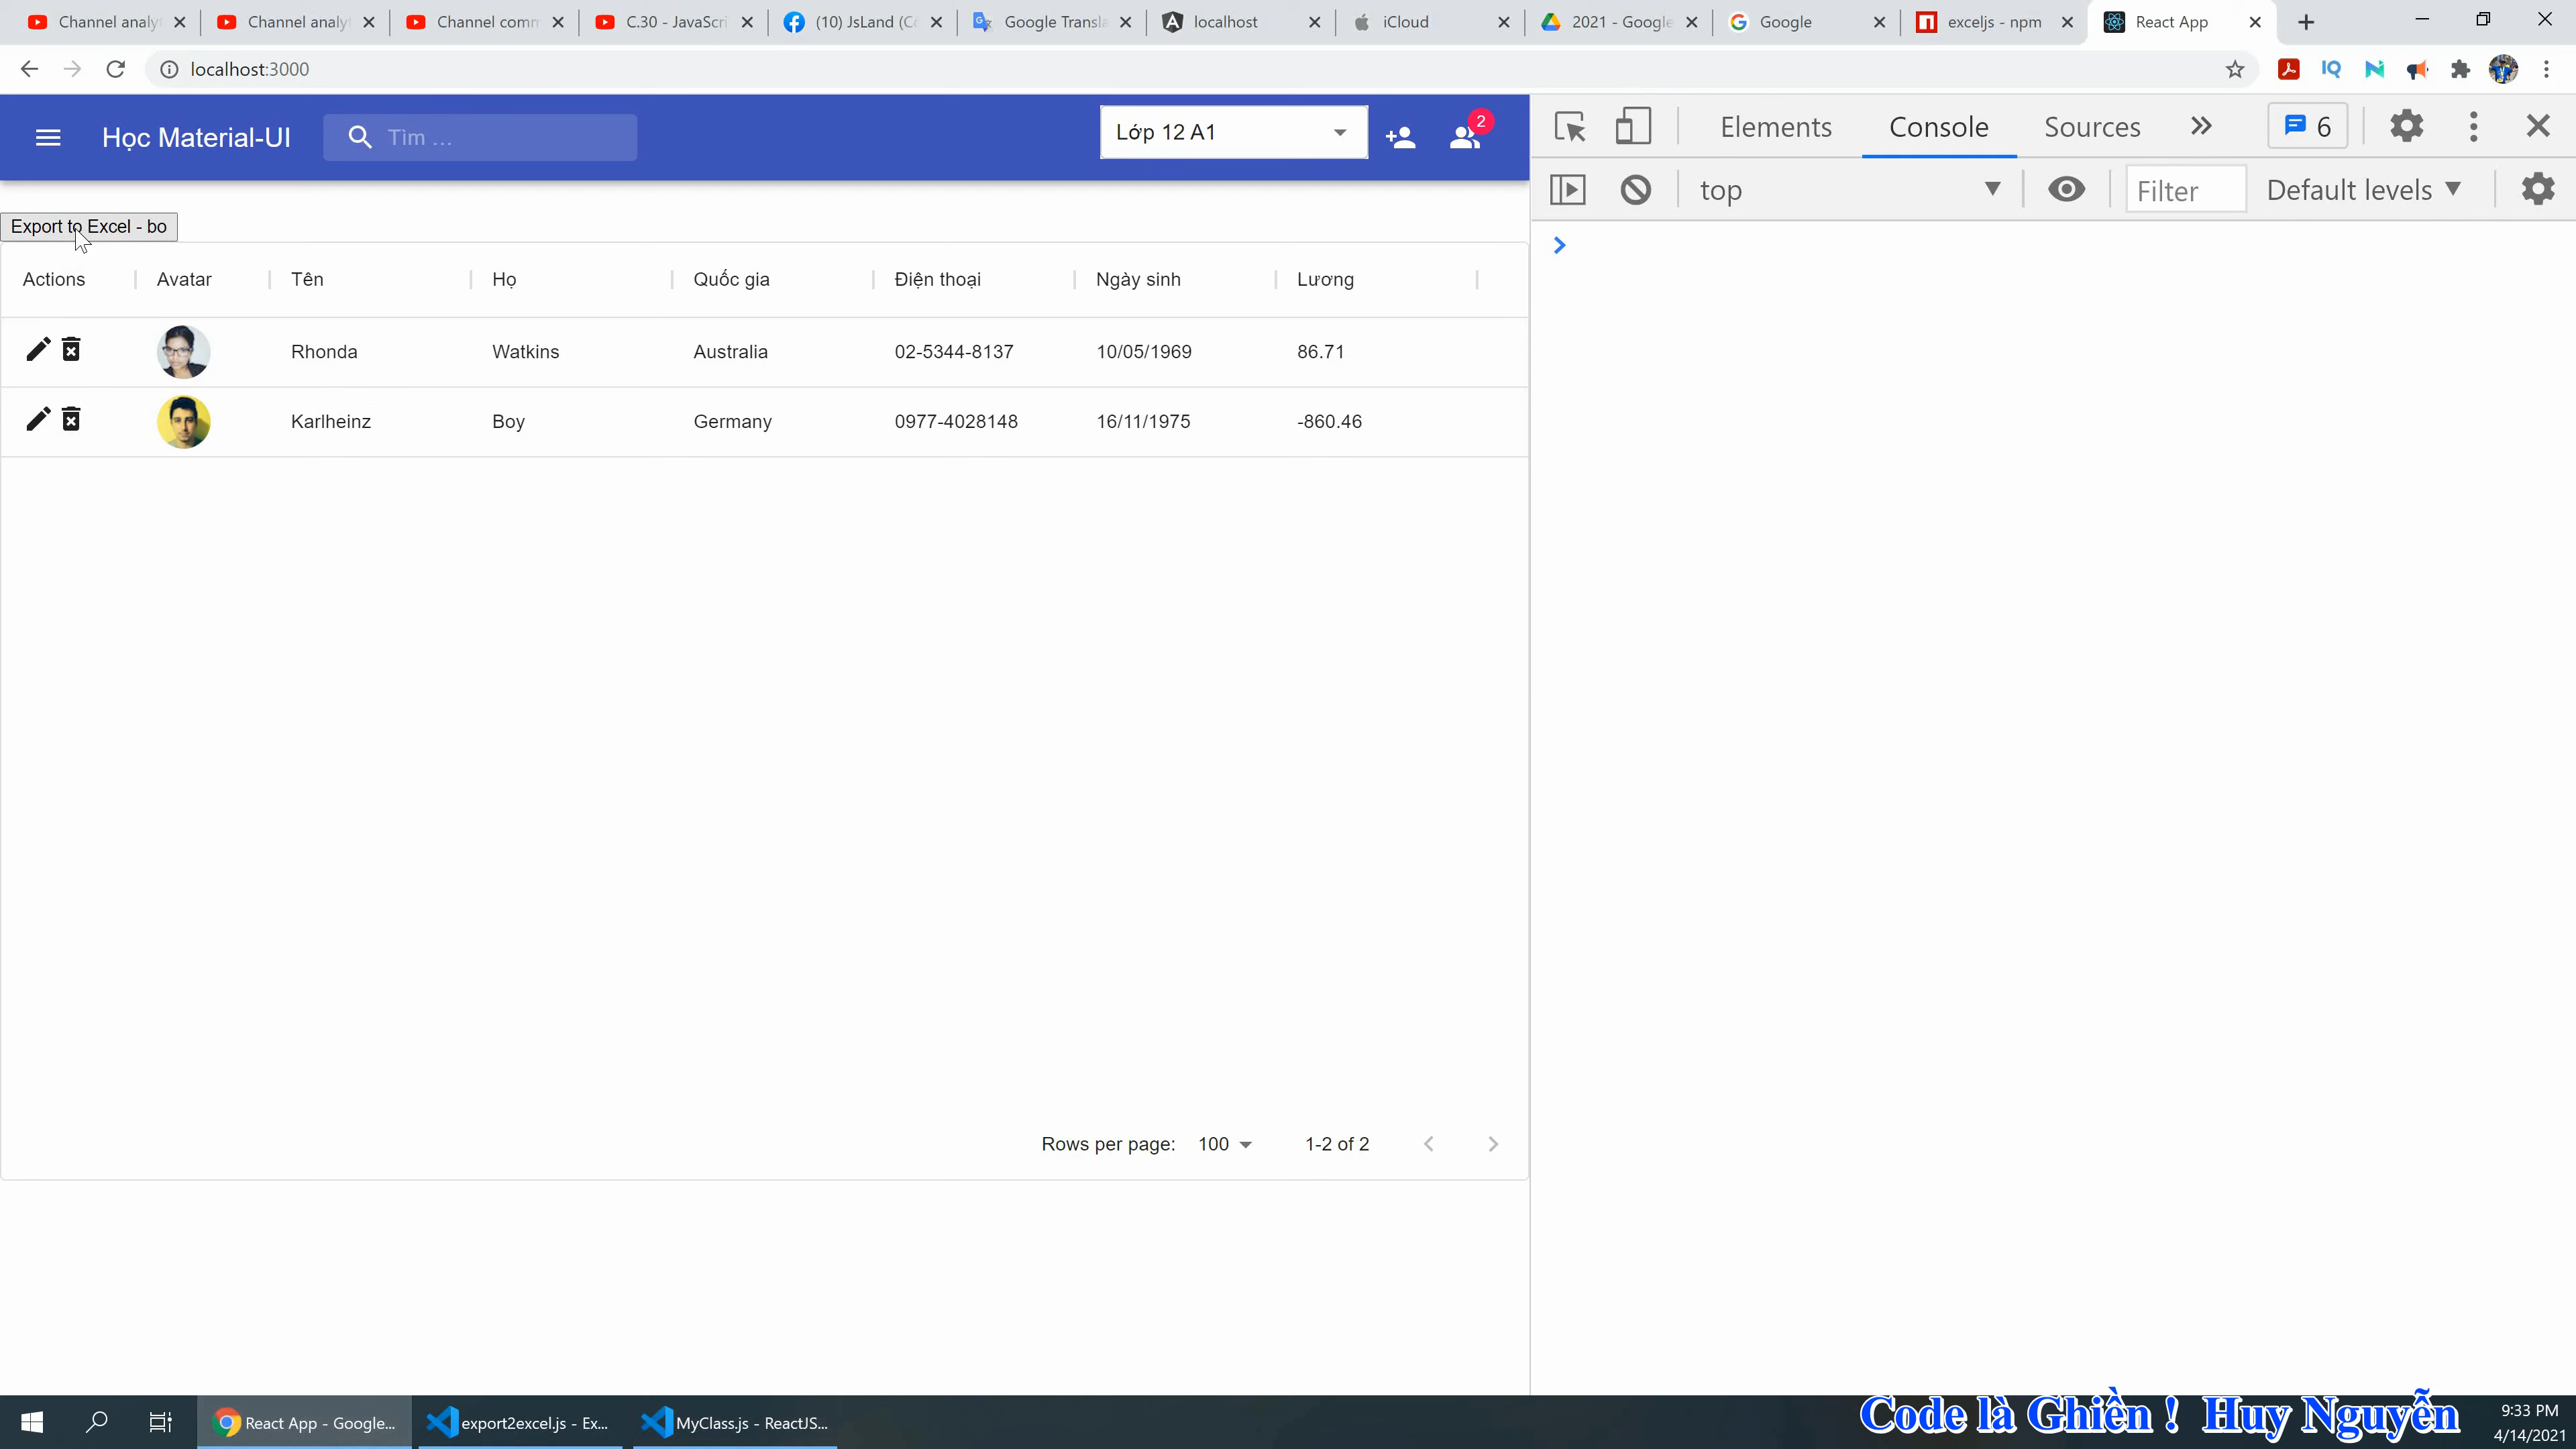 Channel analy
Channel analy
Channel comm
C.30 - JavaScri
(10) JsLand (Cộ
Google Transla
localhost
iCloud
2021 - Google
Google
exceljs - npm
React App
localhost:3000
Học Material-UI
Tìm ...
Lớp 12 A1
2
Elements
Console
Sources
6
top
Filter
Default levels
Export to Excel - bo
Actions Avatar Tên Họ Quốc gia Điện thoại Ngày sinh Lương
Rhonda Watkins Australia 02-5344-8137 10/05/1969 86.71
Karlheinz Boy Germany 0977-4028148 16/11/1975 -860.46
Rows per page: 100 1-2 of 2
React App - Google...
export2excel.js - Ex...
MyClass.js - ReactJS...
Code là Ghiền ! Huy Nguyễn
9:33 PM
4/14/2021